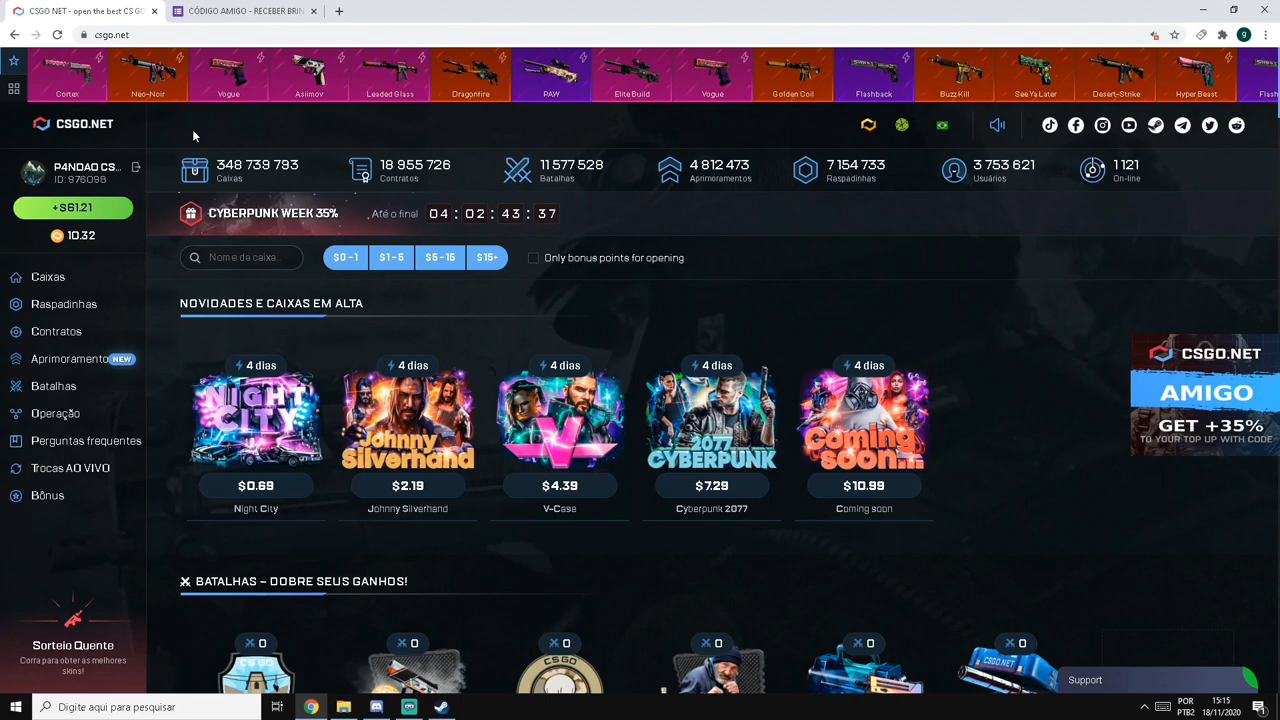 CSGO NET - open the best CS GO
CÓDIGO AMIGO - RECEBER BRIN
csgo.net
g
Cortex
Neo-Noir
Vogue
Asiimov
Leaded Glass
Dragonfire
PAW
Elite Build
Vogue
Golden Coil
Flashback
Buzz Kill
See Ya Later
Desert-Strike
Hyper Beast
Flash
CSGO.NET
P4NDAO CS...
ID: 976098
+$61.21
10.32
348 739 793
Caixas
18 955 726
Contratos
11 577 528
Batalhas
4 812 473
Aprimoramentos
7 154 733
Raspadinhas
3 753 621
Usuários
1 121
On-line
CYBERPUNK WEEK 35%
Até o final
04 : 02 : 43 : 37
Nome da caixa...
$0 - 1
$1 - 5
$5 - 15
$15+
Only bonus points for opening
Caixas
Raspadinhas
Contratos
Aprimoramento NEW
Batalhas
Operação
Perguntas frequentes
Trocas AO VIVO
Bônus
NOVIDADES E CAIXAS EM ALTA
4 dias
4 dias
4 dias
4 dias
4 dias
NIGHT CITY
Johnny Silverhand
V
2077 CYBERPUNK
Coming soon...
$0.69
$2.19
$4.39
$7.29
$10.99
Night City
Johnny Silverhand
V-Case
Cyberpunk 2077
Coming soon
CSGO.NET
AMIGO
GET +35%
TO YOUR TOP UP WITH CODE
BATALHAS – DOBRE SEUS GANHOS!
0
0
0
0
0
0
CS GO
CS GO
CSGO.NET
Sorteio Quente
Corra para obter as melhores
skins!
Support
Digite aqui para pesquisar
POR
PTB2
15:15
18/11/2020
1